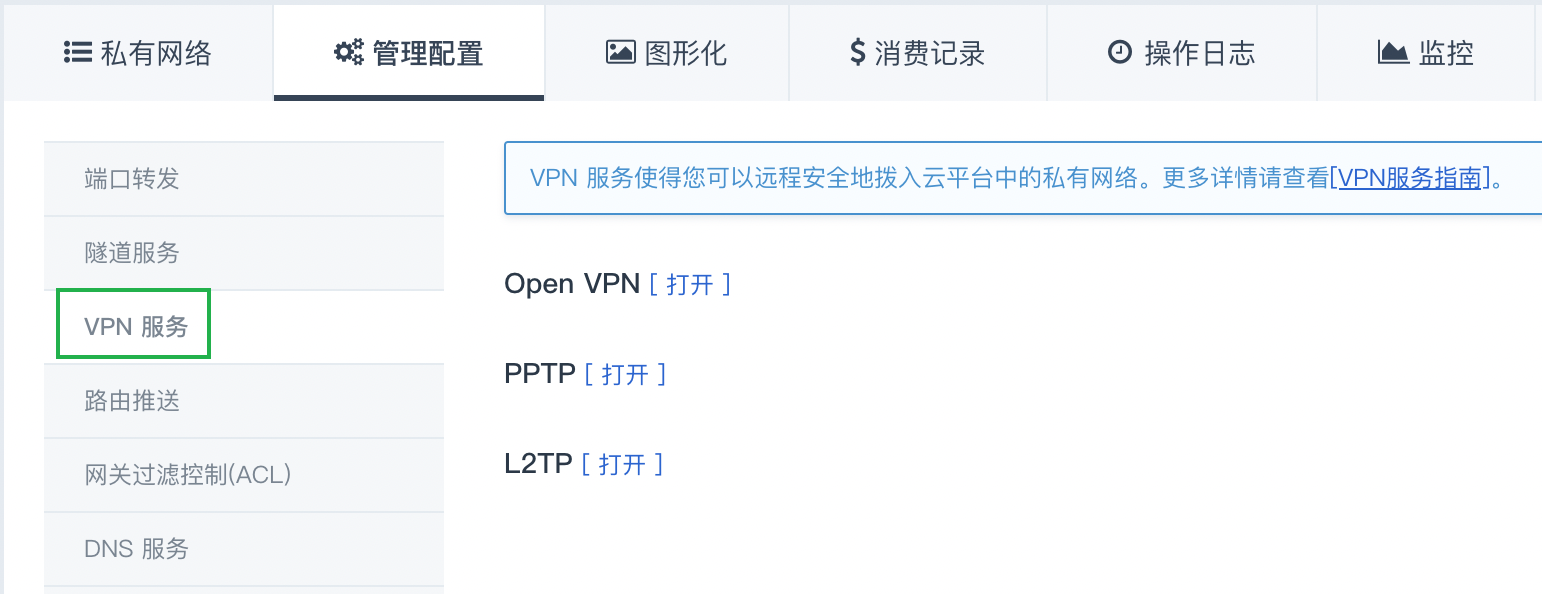 私有网络 管理配置 图形化 消费记录 操作日志 监控
端口转发
隧道服务
VPN 服务
路由推送
网关过滤控制(ACL)
DNS 服务
VPN 服务使得您可以远程安全地拨入云平台中的私有网络。更多详情请查看[VPN服务指南]。
Open VPN [ 打开 ]
PPTP [ 打开 ]
L2TP [ 打开 ]